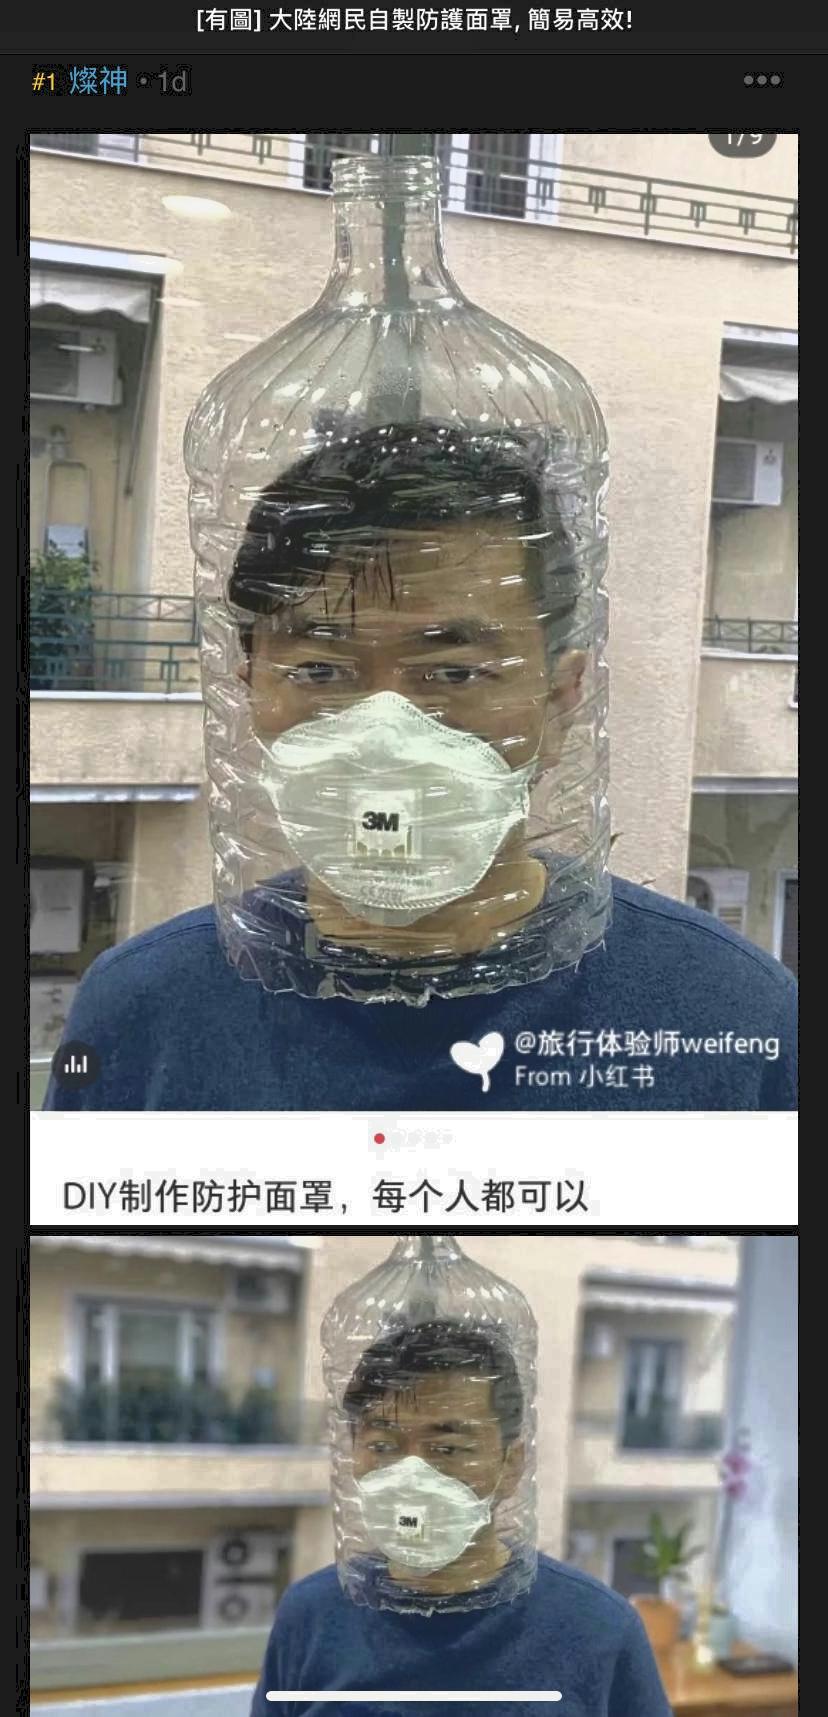 [有圖] 大陸網民自製防護面罩, 簡易高效!
#1 燦神 • 1d
1/9
3M
@旅行体验师weifeng
From 小红书
DIY制作防护面罩，每个人都可以
3M